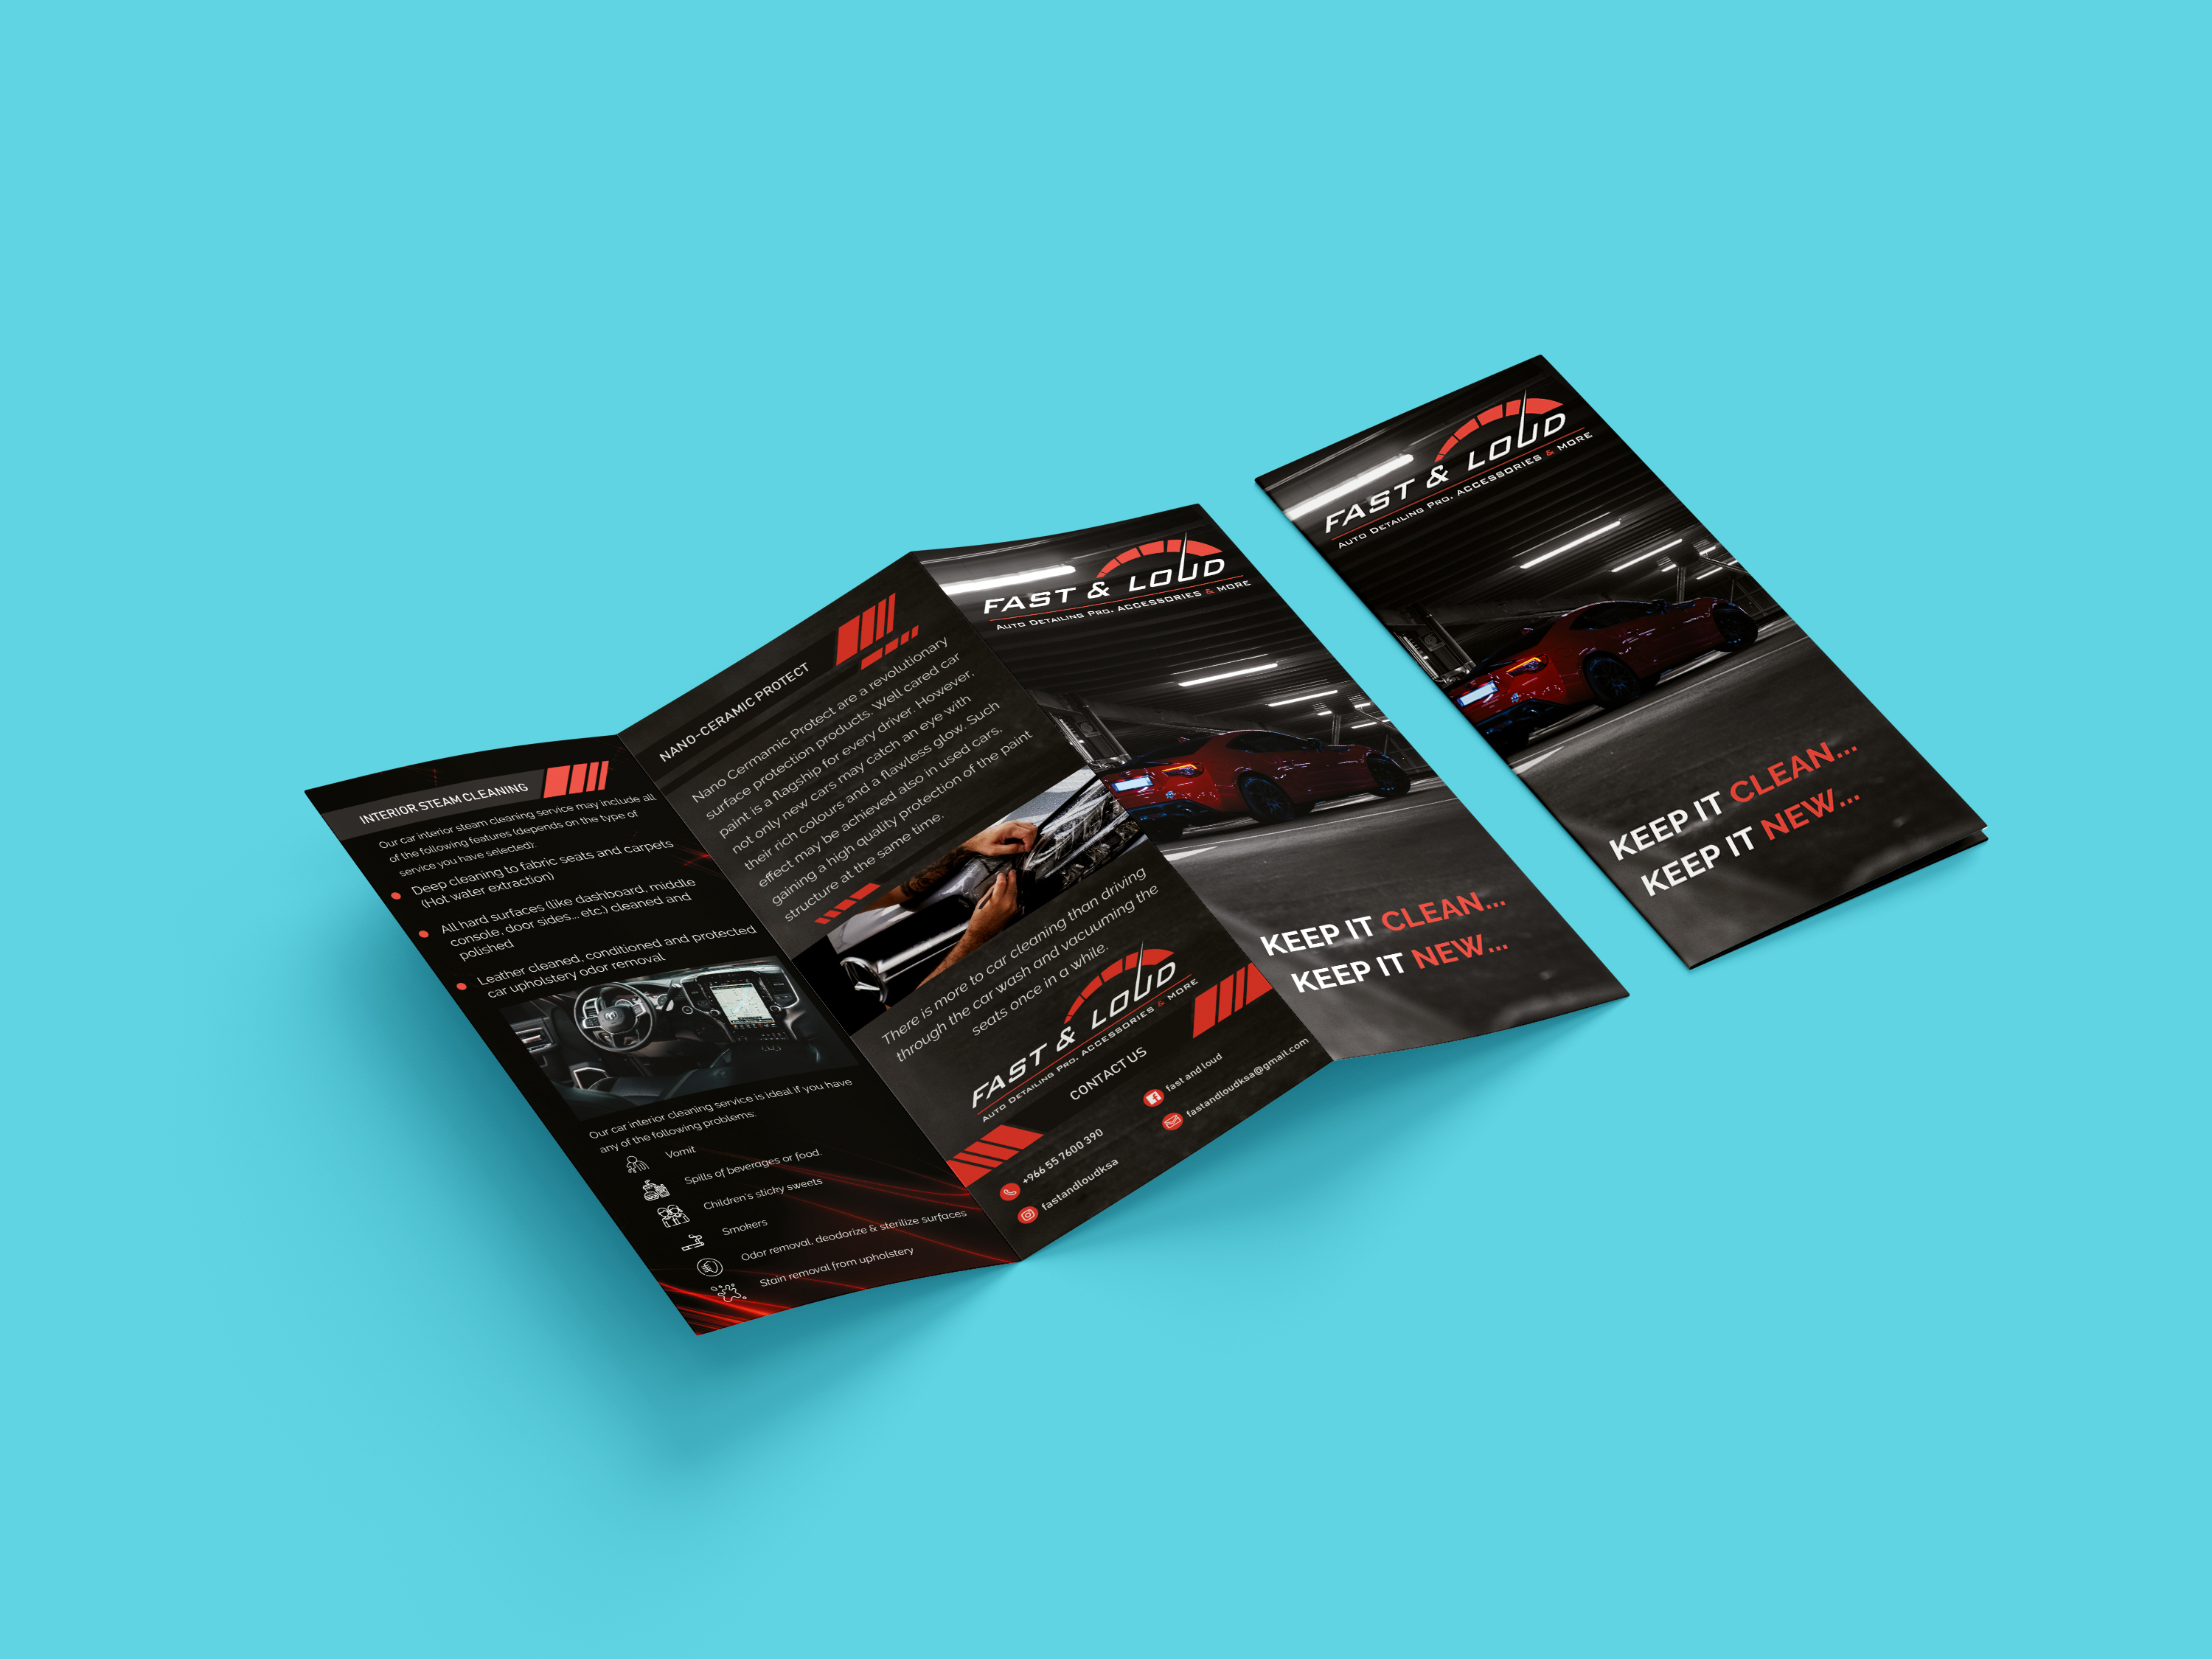 INTERIOR STEAM CLEANING
Our car interior steam cleaning service may include all
of the following features (depends on the type of
service you have selected):
Deep cleaning to fabric seats and carpets
(Hot water extraction)
All hard surfaces (like dashboard, middle
console, door sides... etc.) cleaned and
polished
Leather cleaned, conditioned and protected
car upholstery odor removal
Our car interior cleaning service is ideal if you have
any of the following problems:
Vomit
Spills of beverages or food.
Children's sticky sweets
Smokers
Odor removal, deodorize & sterilize surfaces
Stain removal from upholstery
NANO-CERAMIC PROTECT
Nano Cermamic Protect are a revolutionary
surface protection products. Well cared car
paint is a flagship for every driver. However,
not only new cars may catch an eye with
their rich colours and a flawless glow. Such
effect may be achieved also in used cars,
gaining a high quality protection of the paint
structure at the same time.
There is more to car cleaning than driving
through the car wash and vacuuming the
seats once in a while.
FAST & LOUD
AUTO DETAILING PRO. ACCESSORIES & MORE
CONTACT US
+966 55 7600 390
fast and loud
fastandloudksa
fastandloudksa@gmail.com
FAST & LOUD
AUTO DETAILING PRO. ACCESSORIES & MORE
KEEP IT CLEAN...
KEEP IT NEW...
FAST & LOUD
AUTO DETAILING PRO. ACCESSORIES & MORE
KEEP IT CLEAN...
KEEP IT NEW...